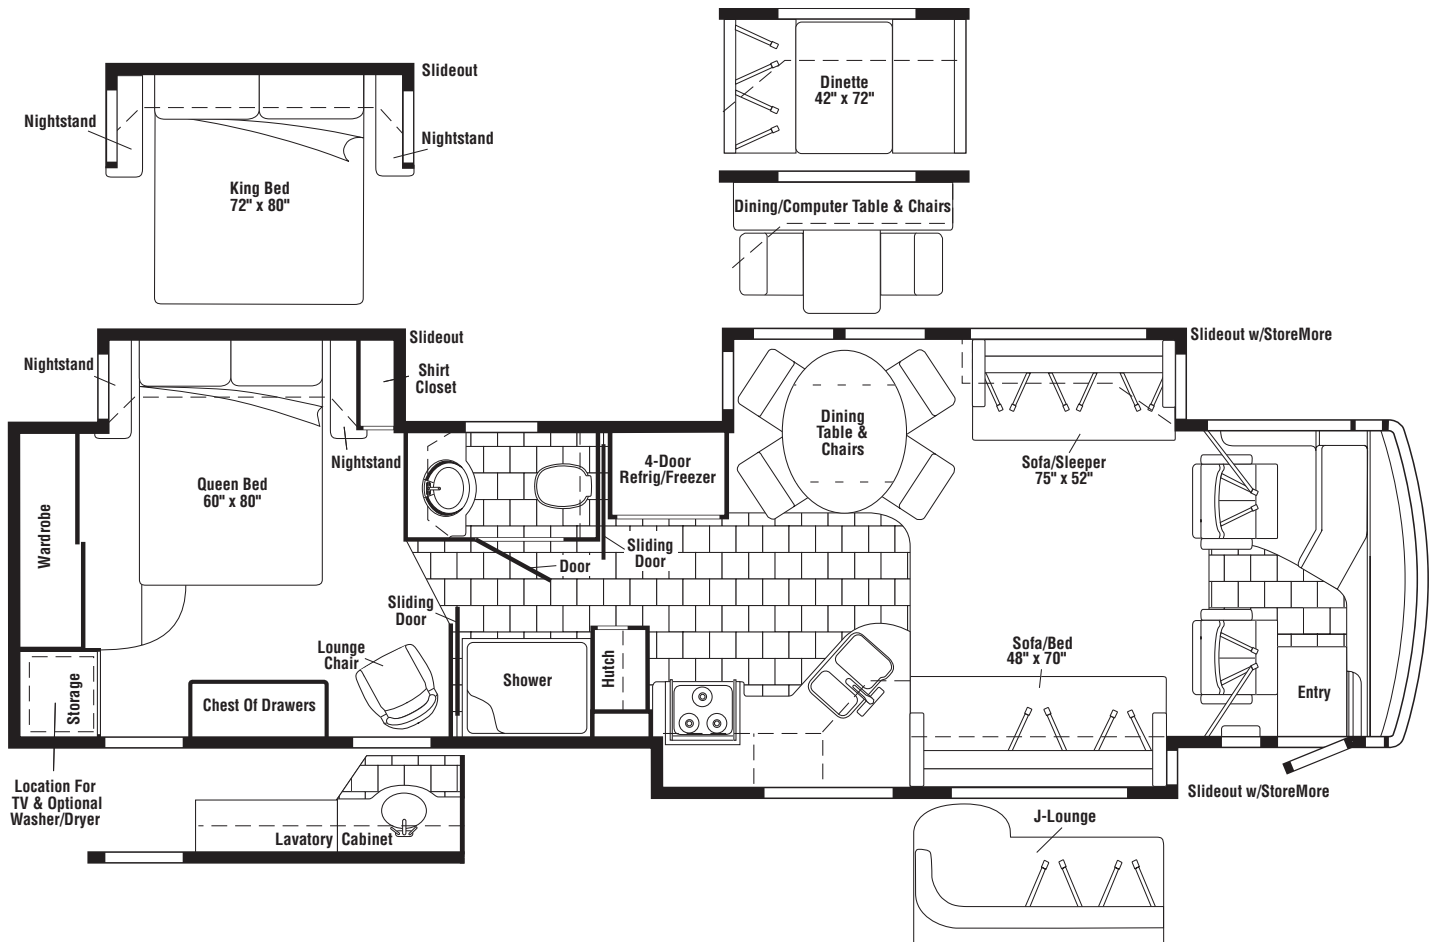 Slideout
Nightstand
Nightstand
King Bed
72" x 80"
Dinette
42" x 72"
Dining/Computer Table & Chairs
Slideout
Nightstand
Shirt
Closet
Nightstand
Queen Bed
60" x 80"
Wardrobe
4-Door
Refrig/Freezer
Dining
Table &
Chairs
Slideout w/StoreMore
Sofa/Sleeper
75" x 52"
Sliding
Door
Door
Sliding
Door
Lounge
Chair
Storage
Chest Of Drawers
Shower
Hutch
Sofa/Bed
48" x 70"
Entry
Location For
TV & Optional
Washer/Dryer
Slideout w/StoreMore
Lavatory Cabinet
J-Lounge